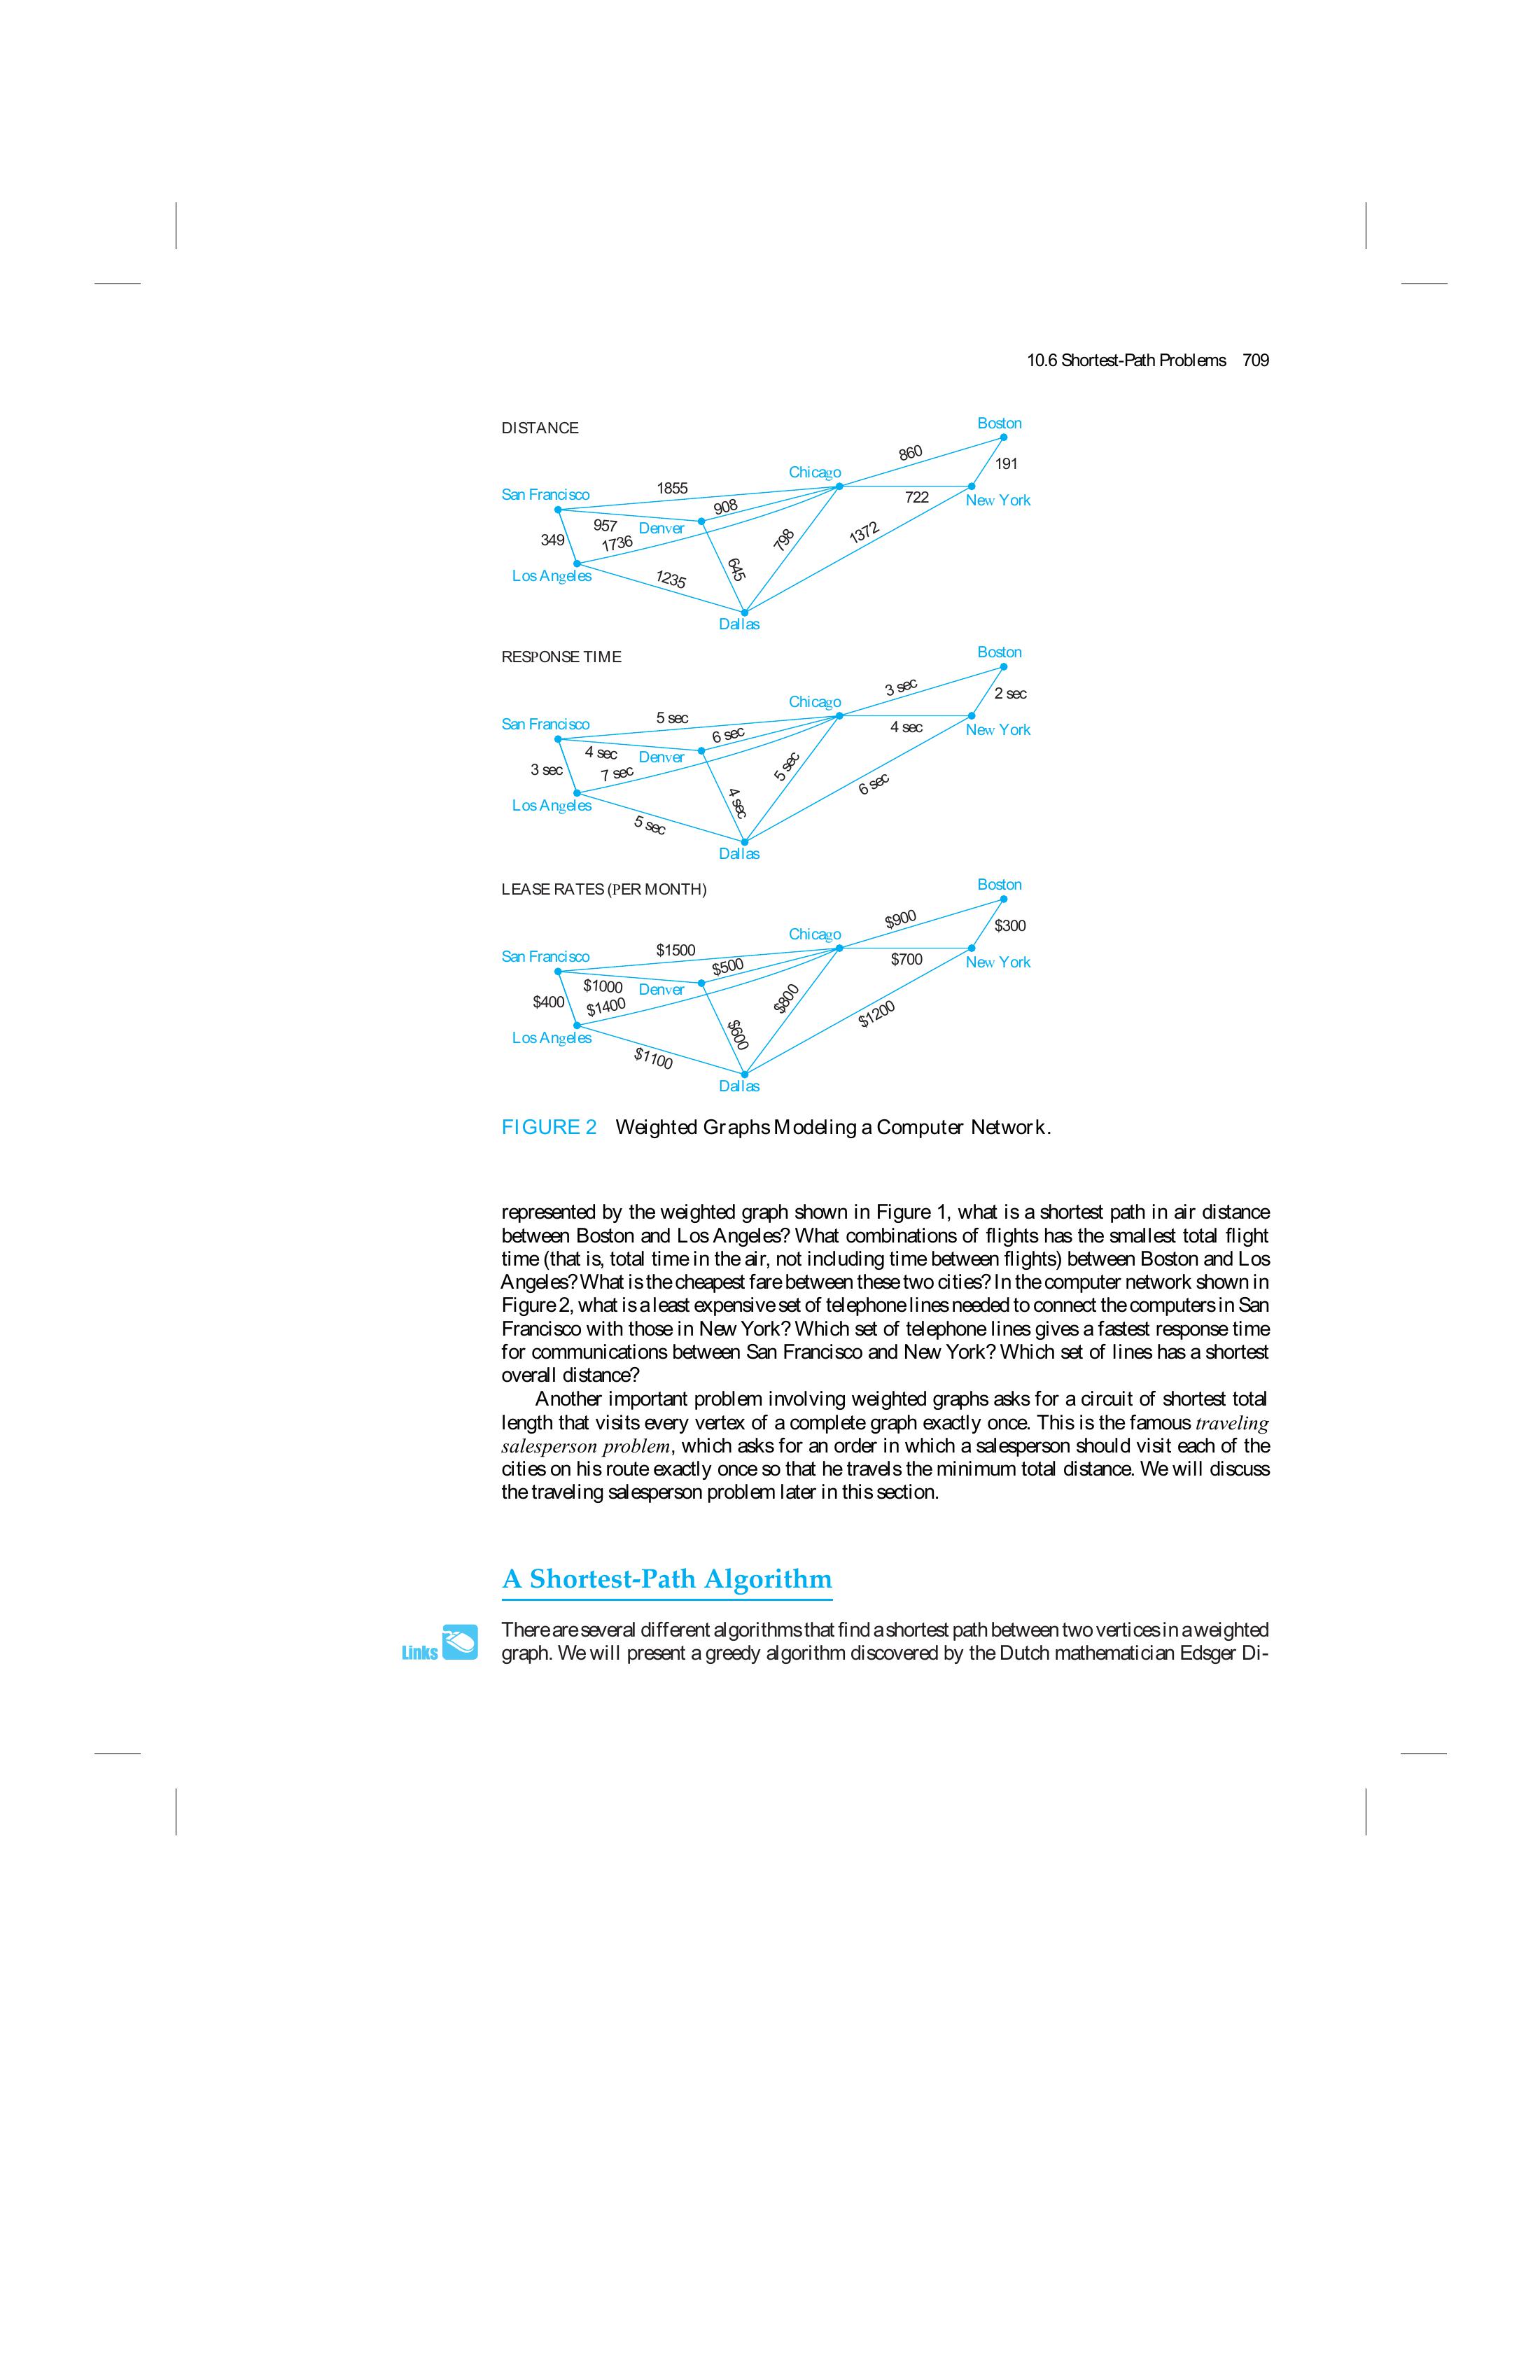 10.6 Shortest-Path Problems 709
DISTANCE
Boston
860
191
Chicago
1855
San Francisco
908
722
New York
957
Denver
349
1736
798
1372
645
Los Angeles
1235
Dallas
RESPONSE TIME
Boston
3 sec
2 sec
Chicago
5 sec
San Francisco
6 sec
4 sec
New York
4 sec
Denver
3 sec
7 sec
5 sec
6 sec
4 sec
Los Angeles
5 sec
Dallas
LEASE RATES (PER MONTH)
Boston
$900
$300
Chicago
$1500
San Francisco
$500
$700
New York
$1000
Denver
$400
$1400
$800
$1200
$600
Los Angeles
$1100
Dallas
FIGURE 2 Weighted Graphs Modeling a Computer Network.
represented by the weighted graph shown in Figure 1, what is a shortest path in air distance
between Boston and Los Angeles? What combinations of flights has the smallest total flight
time (that is, total time in the air, not including time between flights) between Boston and Los
Angeles? What is the cheapest fare between these two cities? In the computer network shown in
Figure 2, what is a least expensive set of telephone lines needed to connect the computers in San
Francisco with those in New York? Which set of telephone lines gives a fastest response time
for communications between San Francisco and New York? Which set of lines has a shortest
overall distance?
Another important problem involving weighted graphs asks for a circuit of shortest total
length that visits every vertex of a complete graph exactly once. This is the famous traveling
salesperson problem, which asks for an order in which a salesperson should visit each of the
cities on his route exactly once so that he travels the minimum total distance. We will discuss
the traveling salesperson problem later in this section.
A Shortest-Path Algorithm
There are several different algorithms that find a shortest path between two vertices in a weighted
Links
graph. We will present a greedy algorithm discovered by the Dutch mathematician Edsger Di-